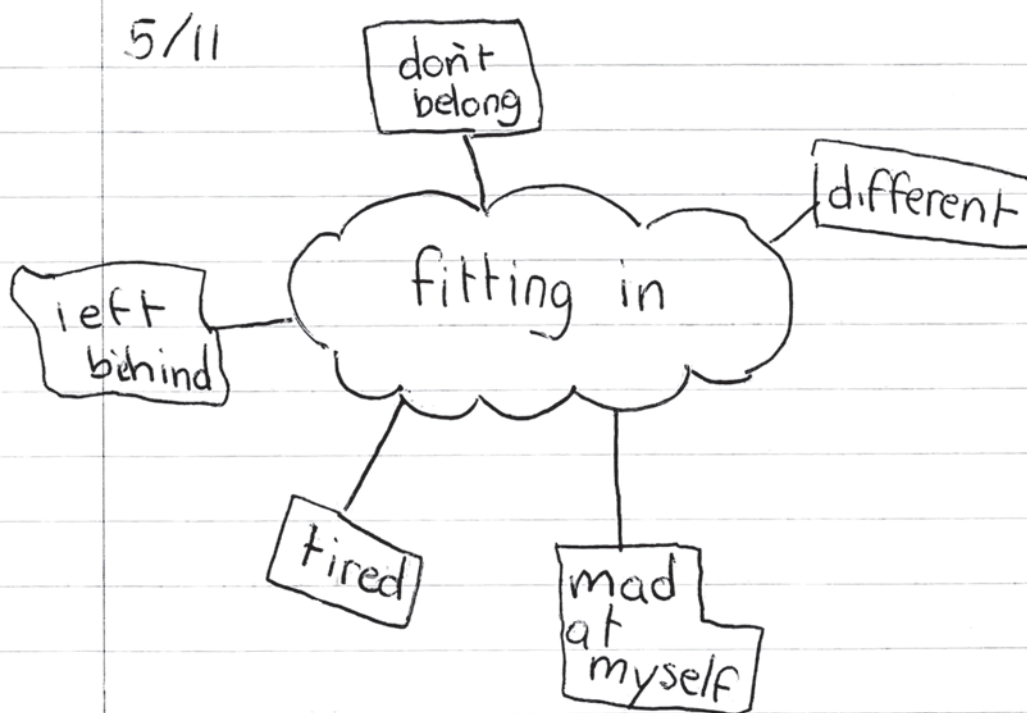 5/11
don't
belong
different
fitting in
left
behind
tired
mad
at
myself